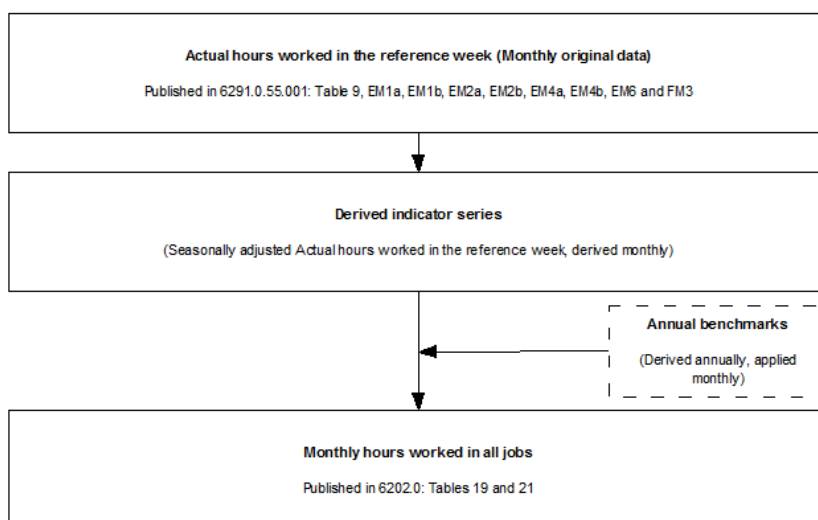 Actual hours worked in the reference week (Monthly original data)
Published in 6291.0.55.001: Table 9, EM1a, EM1b, EM2a, EM2b, EM4a, EM4b, EM6 and FM3
Derived indicator series
(Seasonally adjusted Actual hours worked in the reference week, derived monthly)
Annual benchmarks
(Derived annually, applied
monthly)
Monthly hours worked in all jobs
Published in 6202.0: Tables 19 and 21